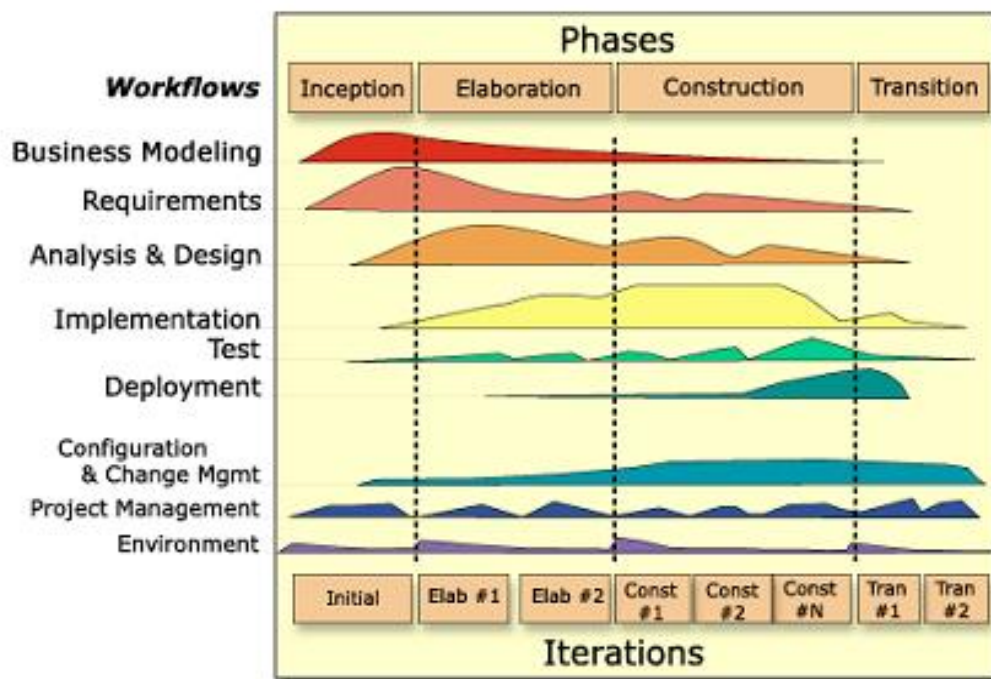 Phases
Workflows
Inception
Elaboration
Construction
Transition
Business Modeling
Requirements
Analysis & Design
Implementation
Test
Deployment
Configuration
& Change Mgmt
Project Management
Environment
Initial
Elab #1
Elab #2
Const
#1
Const
#2
Const
#N
Tran
#1
Tran
#2
Iterations